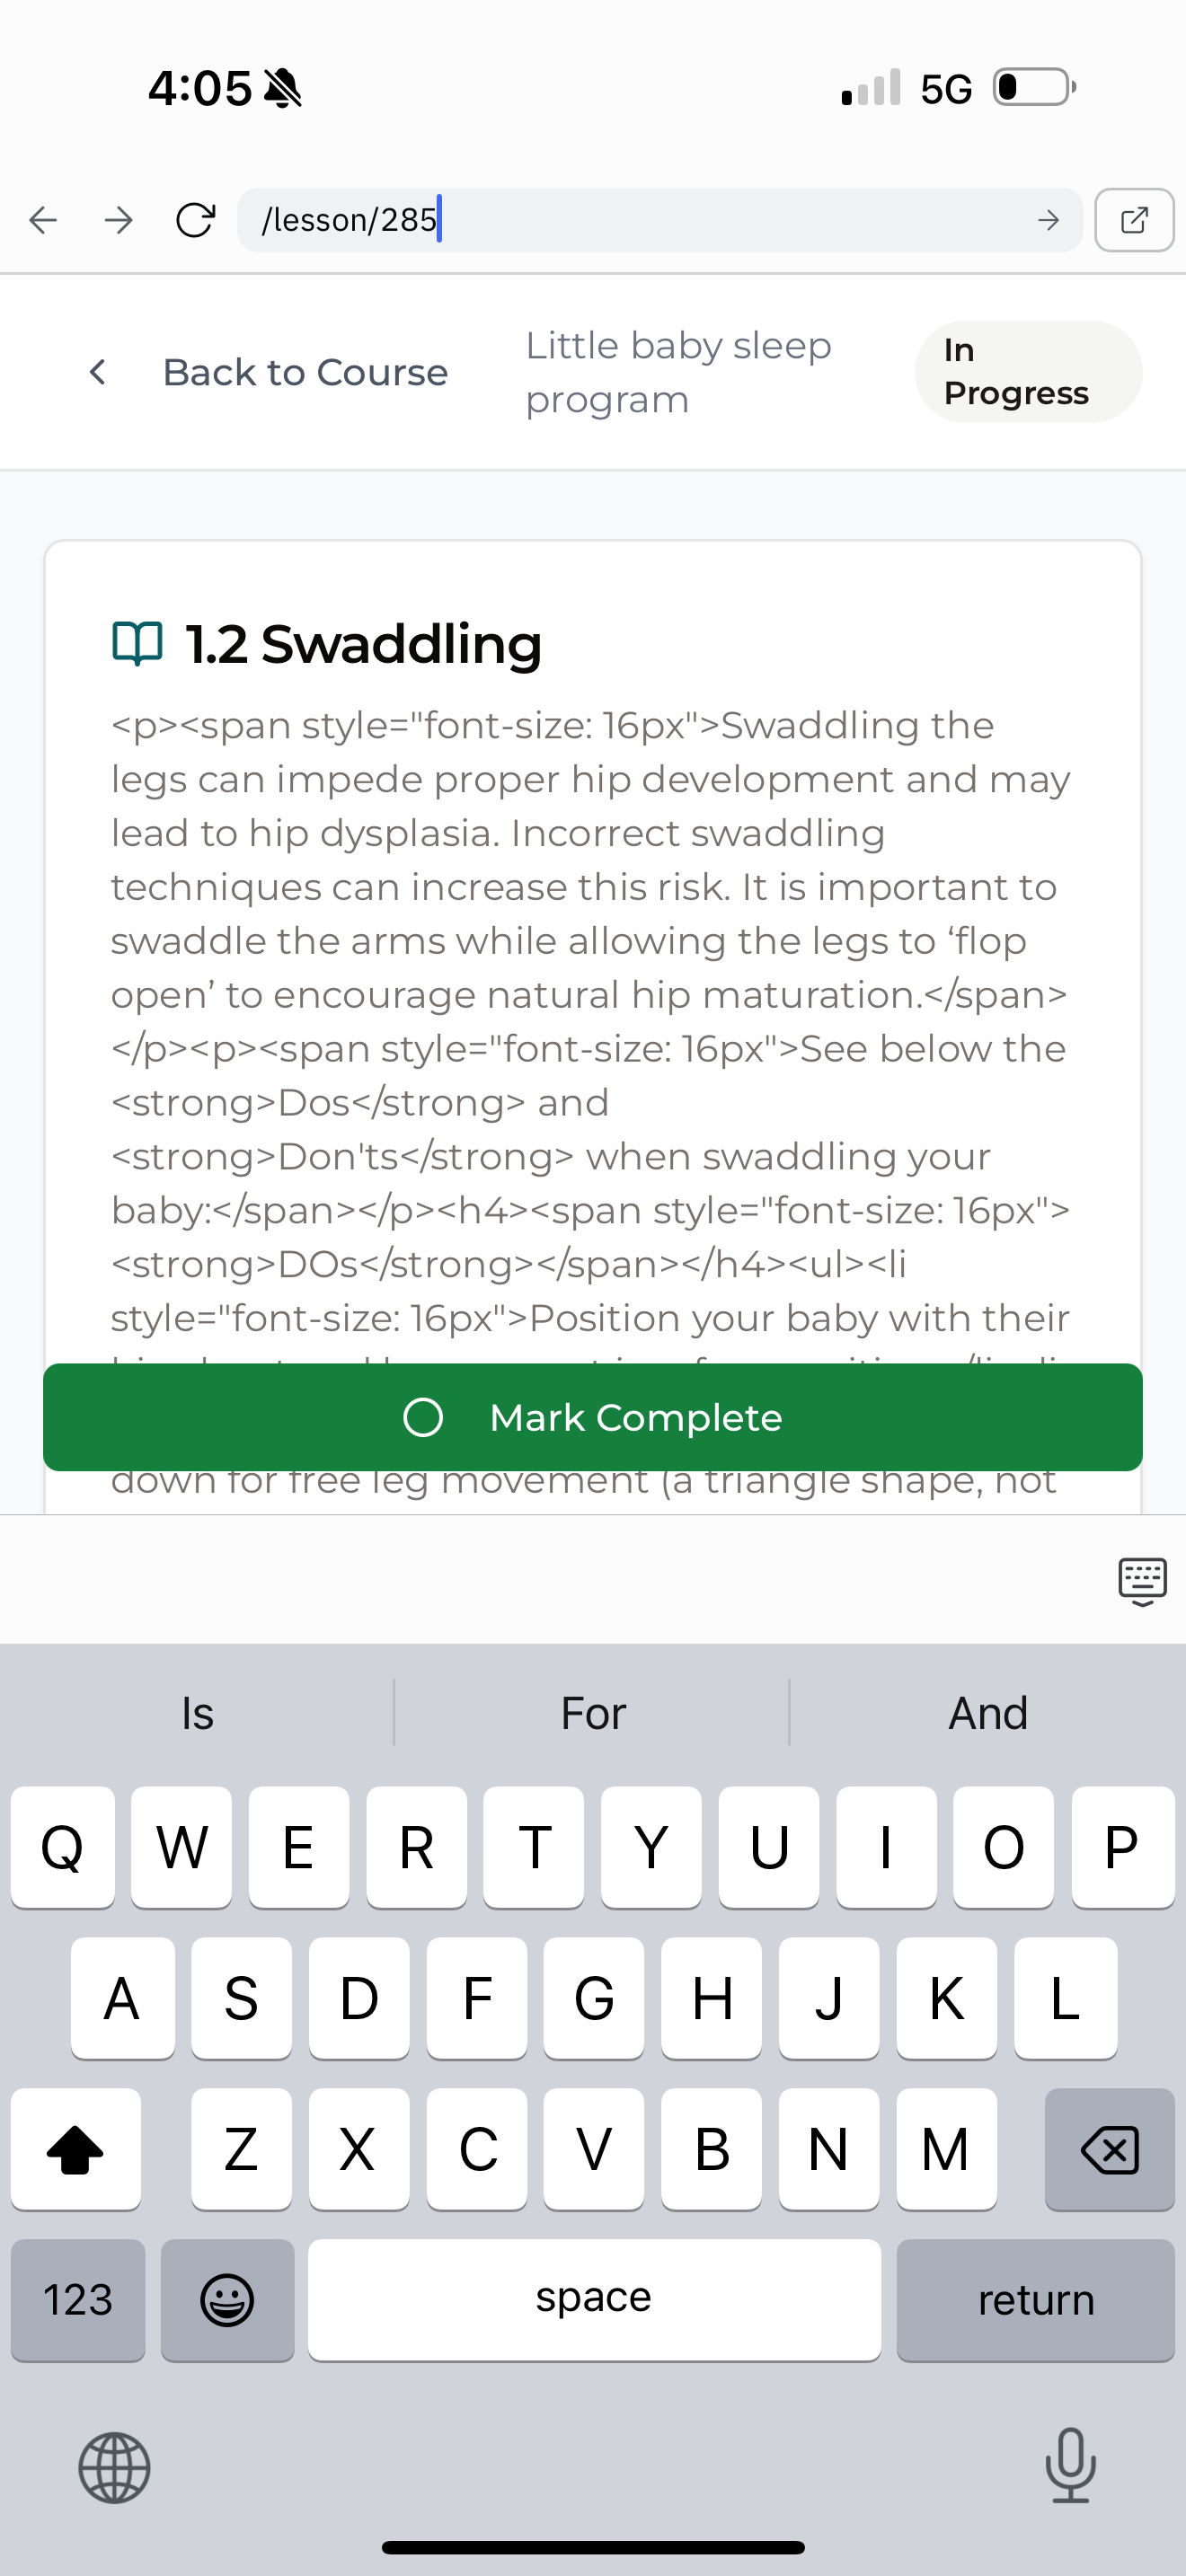 4:05
5G
/lesson/285
Back to Course
Little baby sleep
program
In
Progress
1.2 Swaddling
<p><span style="font-size: 16px">Swaddling the
legs can impede proper hip development and may
lead to hip dysplasia. Incorrect swaddling
techniques can increase this risk. It is important to
swaddle the arms while allowing the legs to ‘flop
open’ to encourage natural hip maturation.</span>
</p><p><span style="font-size: 16px">See below the
<strong>Dos</strong> and
<strong>Don'ts</strong> when swaddling your
baby:</span></p><h4><span style="font-size: 16px">
<strong>DOs</strong></span></h4><ul><li
style="font-size: 16px">Position your baby with their
Mark Complete
down for free leg movement (a triangle shape, not
Is
For
And
Q W E R T Y U I O P
A S D F G H J K L
Z X C V B N M
123
space
return